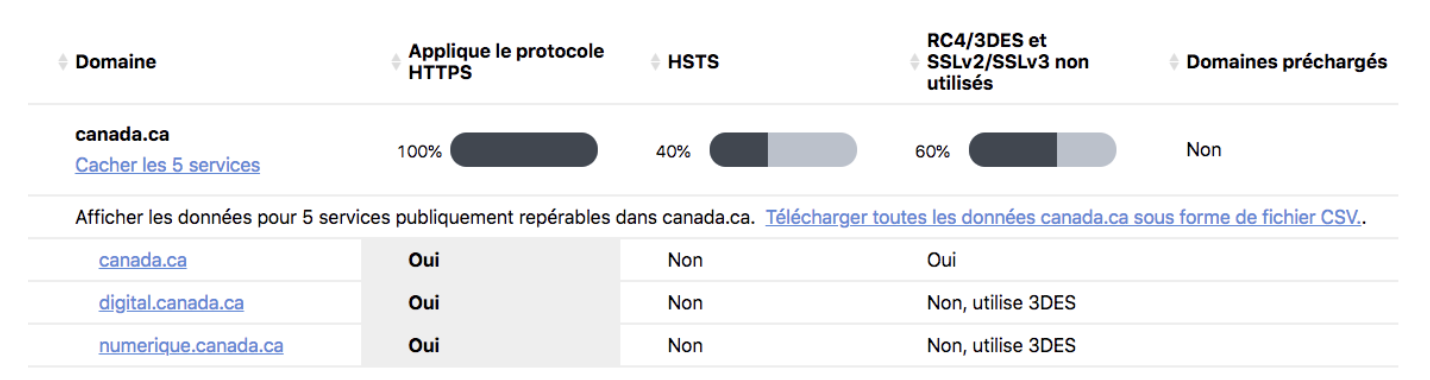 Domaine
Applique le protocole
HTTPS
HSTS
RC4/3DES et
SSLv2/SSLv3 non
utilisés
Domaines préchargés
canada.ca
Cacher les 5 services
100%
40%
60%
Non
Afficher les données pour 5 services publiquement repérables dans canada.ca. Télécharger toutes les données canada.ca sous forme de fichier CSV..
canada.ca Oui Non Oui
digital.canada.ca Oui Non Non, utilise 3DES
numerique.canada.ca Oui Non Non, utilise 3DES